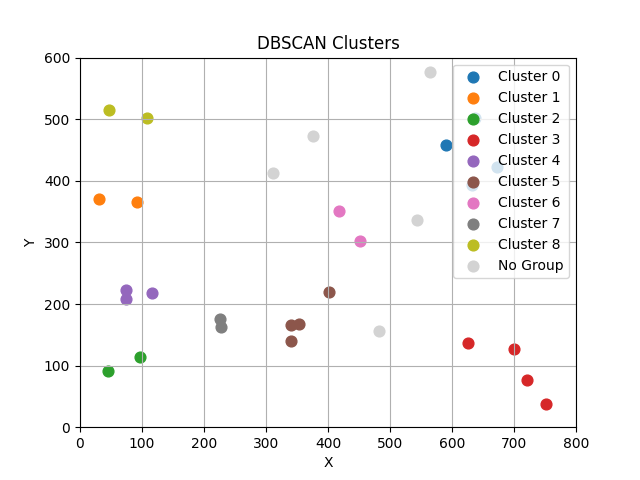 DBSCAN Clusters
600
500
400
300
200
100
0
Y
0 100 200 300 400 500 600 700 800
X
Cluster 0
Cluster 1
Cluster 2
Cluster 3
Cluster 4
Cluster 5
Cluster 6
Cluster 7
Cluster 8
No Group